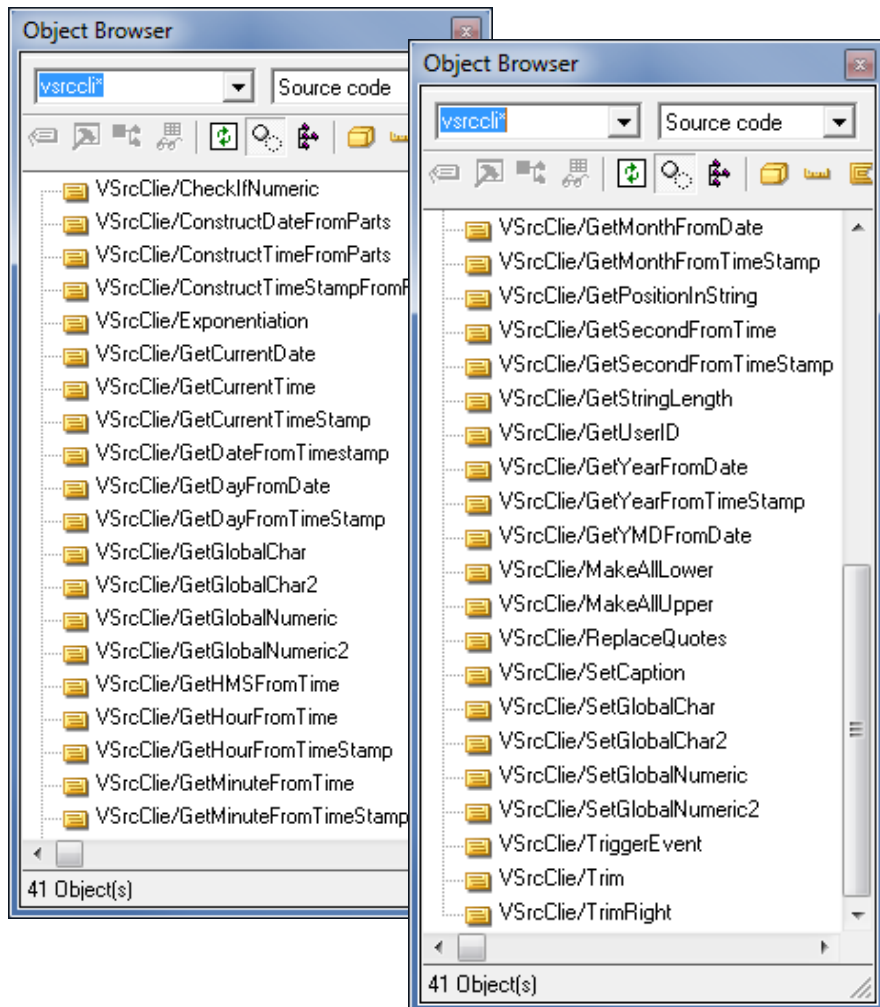 Object Browser
vsrccli*
Source code
VSrcClie/CheckIfNumeric
VSrcClie/ConstructDateFromParts
VSrcClie/ConstructTimeFromParts
VSrcClie/ConstructTimeStampFromP
VSrcClie/Exponentiation
VSrcClie/GetCurrentDate
VSrcClie/GetCurrentTime
VSrcClie/GetCurrentTimeStamp
VSrcClie/GetDateFromTimestamp
VSrcClie/GetDayFromDate
VSrcClie/GetDayFromTimeStamp
VSrcClie/GetGlobalChar
VSrcClie/GetGlobalChar2
VSrcClie/GetGlobalNumeric
VSrcClie/GetGlobalNumeric2
VSrcClie/GetHMSFromTime
VSrcClie/GetHourFromTime
VSrcClie/GetHourFromTimeStamp
VSrcClie/GetMinuteFromTime
VSrcClie/GetMinuteFromTimeStamp
41 Object(s)
Object Browser
vsrccli*
Source code
VSrcClie/GetMonthFromDate
VSrcClie/GetMonthFromTimeStamp
VSrcClie/GetPositionInString
VSrcClie/GetSecondFromTime
VSrcClie/GetSecondFromTimeStamp
VSrcClie/GetStringLength
VSrcClie/GetUserID
VSrcClie/GetYearFromDate
VSrcClie/GetYearFromTimeStamp
VSrcClie/GetYMDFromDate
VSrcClie/MakeAllLower
VSrcClie/MakeAllUpper
VSrcClie/ReplaceQuotes
VSrcClie/SetCaption
VSrcClie/SetGlobalChar
VSrcClie/SetGlobalChar2
VSrcClie/SetGlobalNumeric
VSrcClie/SetGlobalNumeric2
VSrcClie/TriggerEvent
VSrcClie/Trim
VSrcClie/TrimRight
41 Object(s)